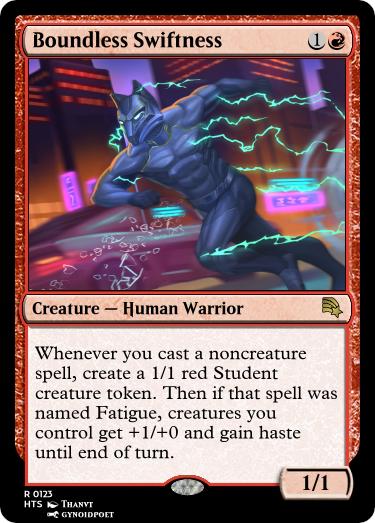 Boundless Swiftness 1
Creature — Human Warrior
Whenever you cast a noncreature
spell, create a 1/1 red Student
creature token. Then if that spell was
named Fatigue, creatures you
control get +1/+0 and gain haste
until end of turn.
1/1
R 0123
HTS Thanvt
gynoidpoet